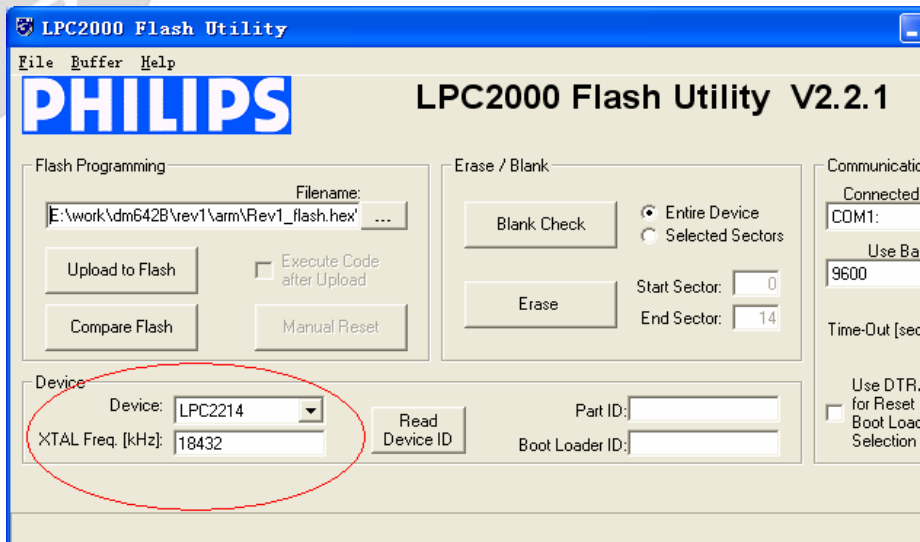 LPC2000 Flash Utility
File Buffer Help
PHILIPS
LPC2000 Flash Utility V2.2.1
Flash Programming
Filename:
E:\work\dm642B\rev1\arm\Rev1_flash.hex' ...
Upload to Flash
Execute Code
after Upload
Compare Flash
Manual Reset
Erase / Blank
Blank Check
Entire Device
Selected Sectors
Erase
Start Sector: 0
End Sector: 14
Communicatio
Connected
COM1:
Use Ba
9600
Time-Out [sec
Use DTR.
for Reset
Boot Load
Selection
Device
Device: LPC2214
XTAL Freq. [kHz]: 18432
Read
Device ID
Part ID:
Boot Loader ID: